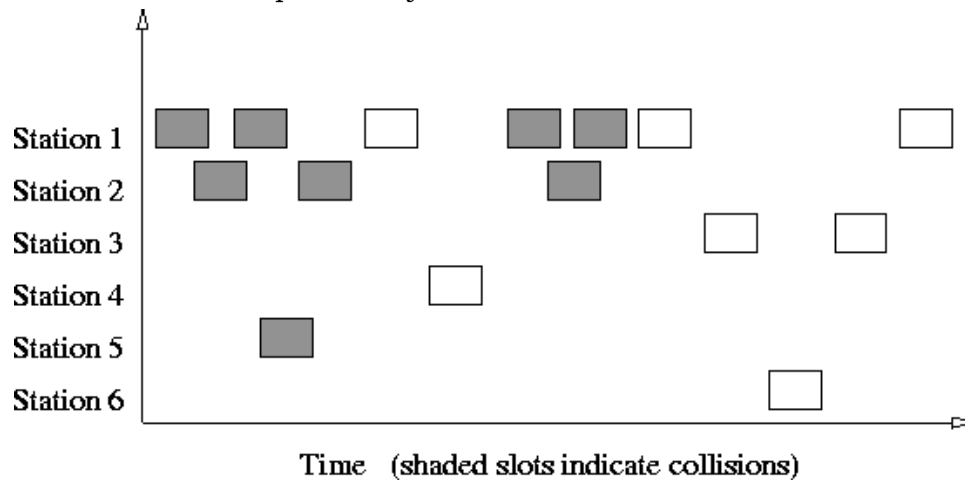 Station 1
Station 2
Station 3
Station 4
Station 5
Station 6
Time (shaded slots indicate collisions)